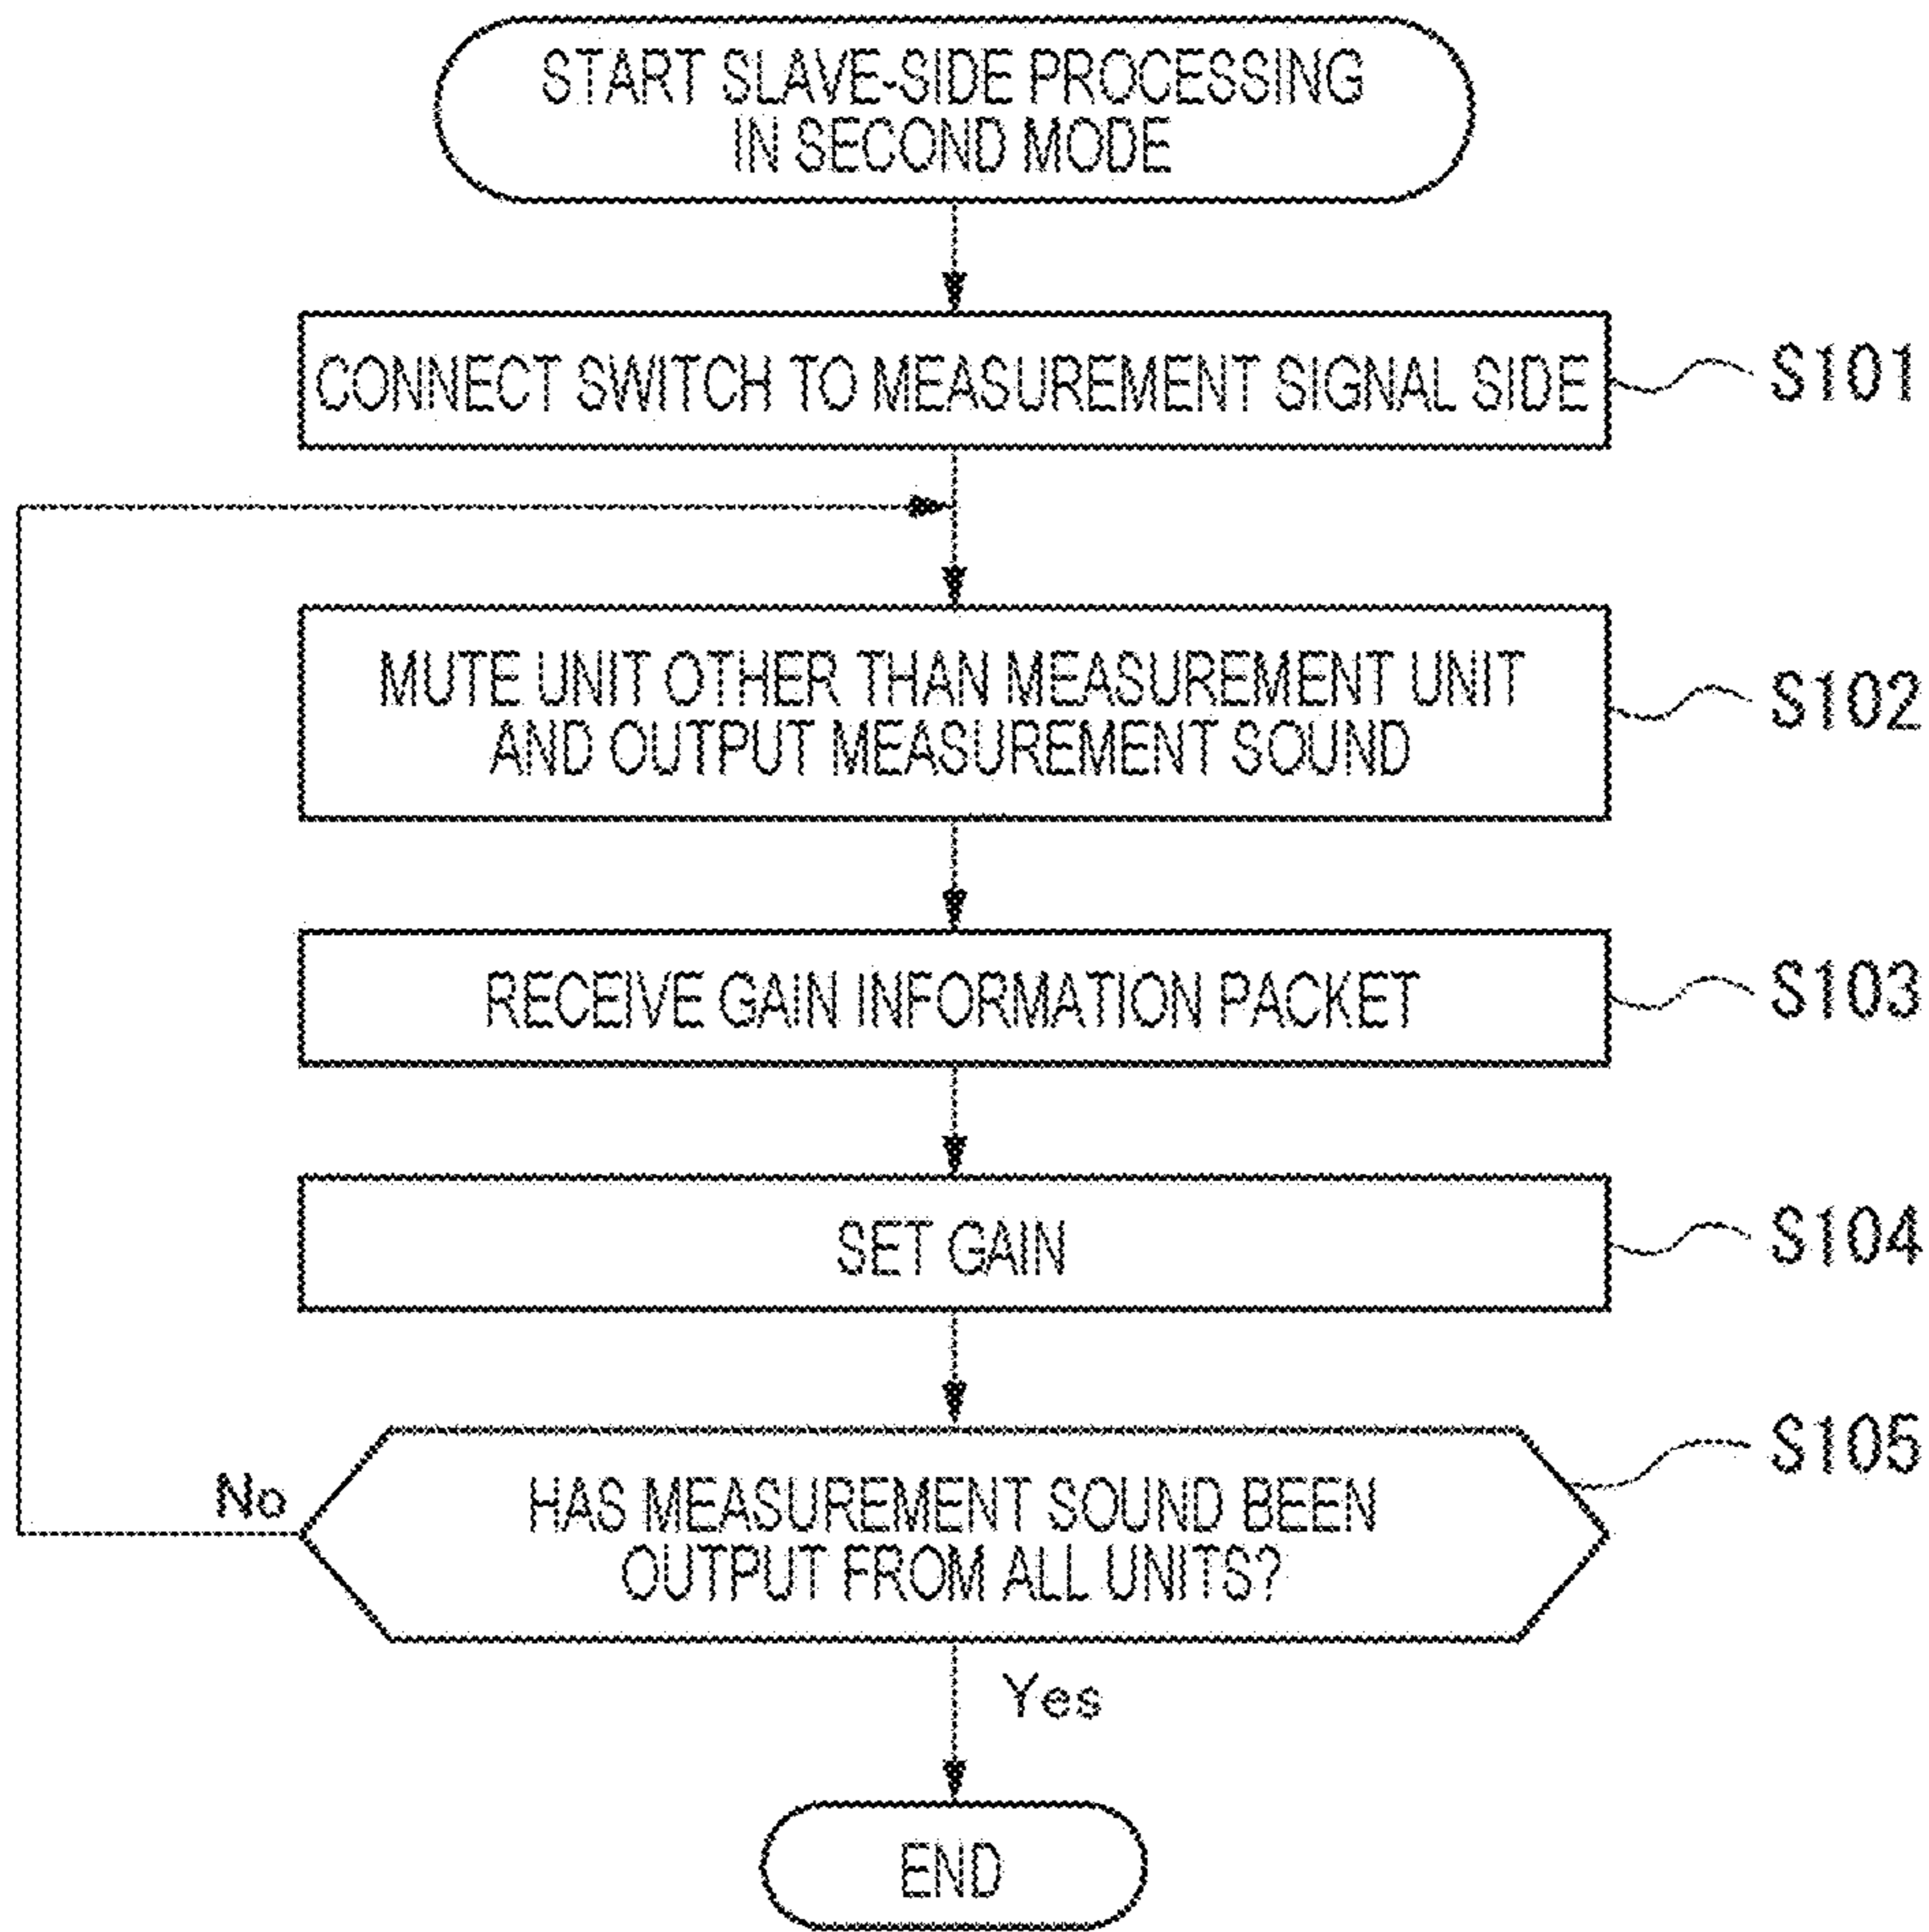 START SLAVE-SIDE PROCESSING
IN SECOND MODE
CONNECT SWITCH TO MEASUREMENT SIGNAL SIDE
S101
MUTE UNIT OTHER THAN MEASUREMENT UNIT
AND OUTPUT MEASUREMENT SOUND
S102
RECEIVE GAIN INFORMATION PACKET
S103
SET GAIN
S104
HAS MEASUREMENT SOUND BEEN
OUTPUT FROM ALL UNITS?
S105
No
Yes
END